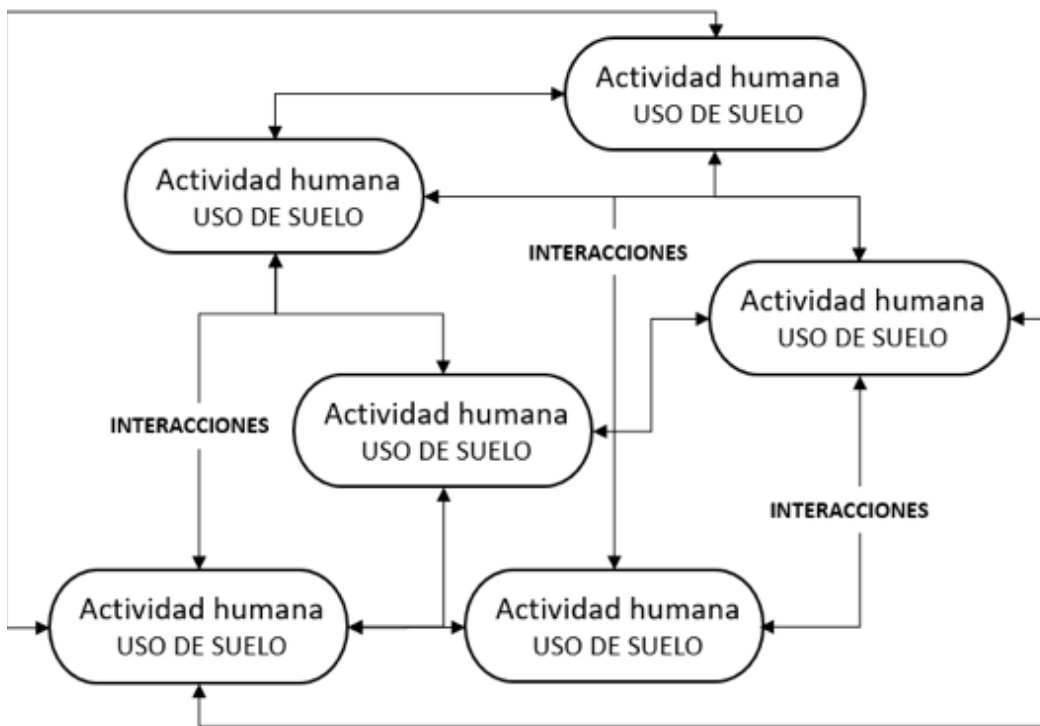 Actividad humana
USO DE SUELO
Actividad humana
USO DE SUELO
INTERACCIONES
Actividad humana
USO DE SUELO
Actividad humana
USO DE SUELO
INTERACCIONES
INTERACCIONES
Actividad humana
USO DE SUELO
Actividad humana
USO DE SUELO